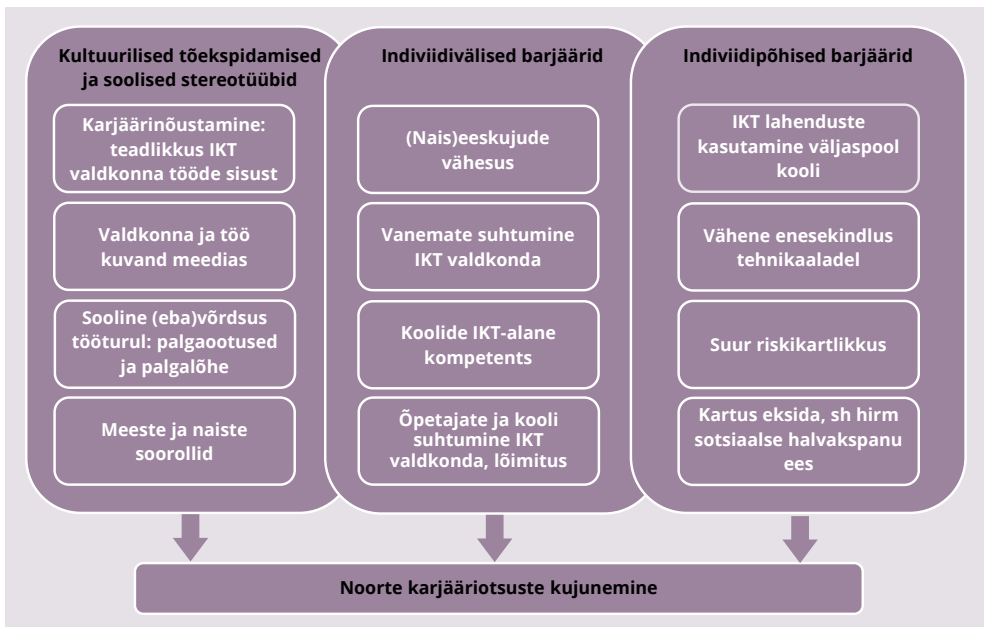 Kultuurilised tõekspidamised
ja soolised stereotüübid
Karjäärinõustamine:
teadlikkus IKT
valdkonna tööde sisust
Valdkonna ja töö
kuvand meedias
Sooline (eba)võrdsus
tööturul: palgaootused
ja palgalõhe
Meeste ja naiste
soorollid
Indiviidivälised barjäärid
(Nais)eeskujude
vähesus
Vanemate suhtumine
IKT valdkonda
Koolide IKT-alane
kompetents
Õpetajate ja kooli
suhtumine IKT
valdkonda, lõimitus
Indiviidipõhised barjäärid
IKT lahenduste
kasutamine väljaspool
kooli
Vähene enesekindlus
tehnikaaladel
Suur riskikartlikkus
Kartus eksida, sh hirm
sotsiaalse halvakspanu
ees
Noorte karjääriotsuste kujunemine